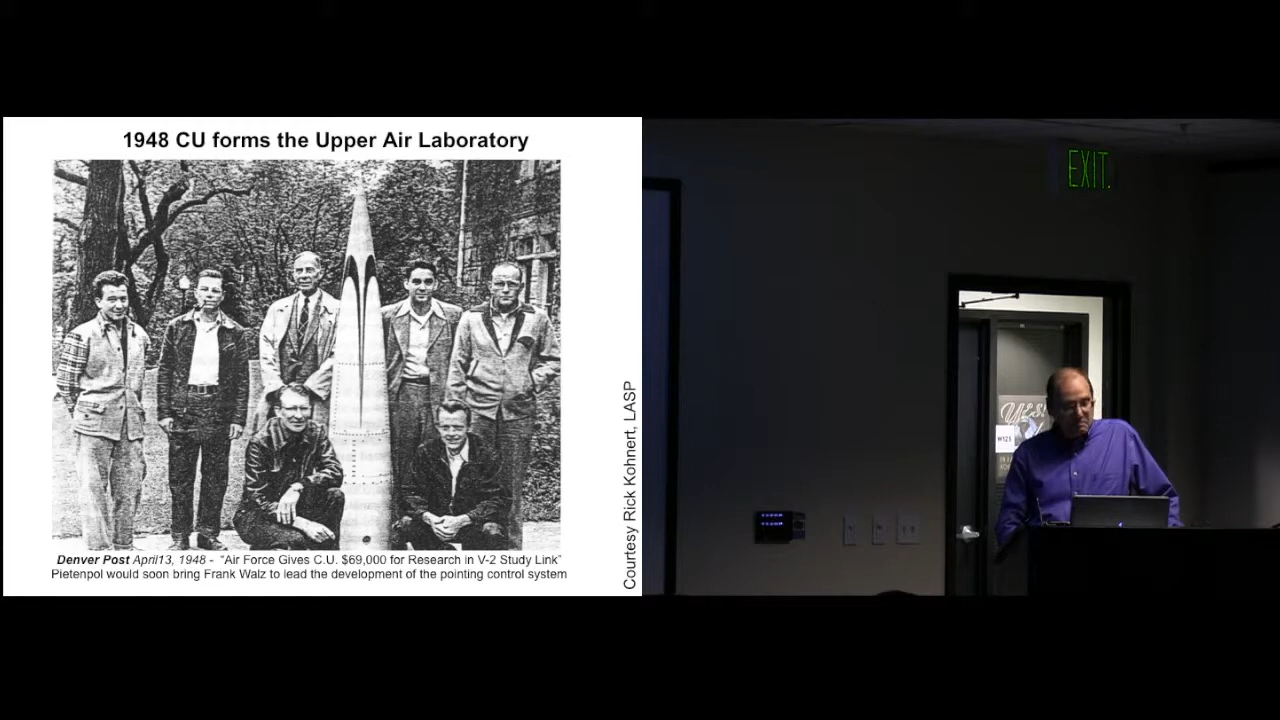 1948 CU forms the Upper Air Laboratory
Denver Post April13, 1948 - "Air Force Gives C.U. $69,000 for Research in V-2 Study Link"
Pietenpol would soon bring Frank Walz to lead the development of the pointing control system
Courtesy Rick Kohnert, LASP
EXIT
W125